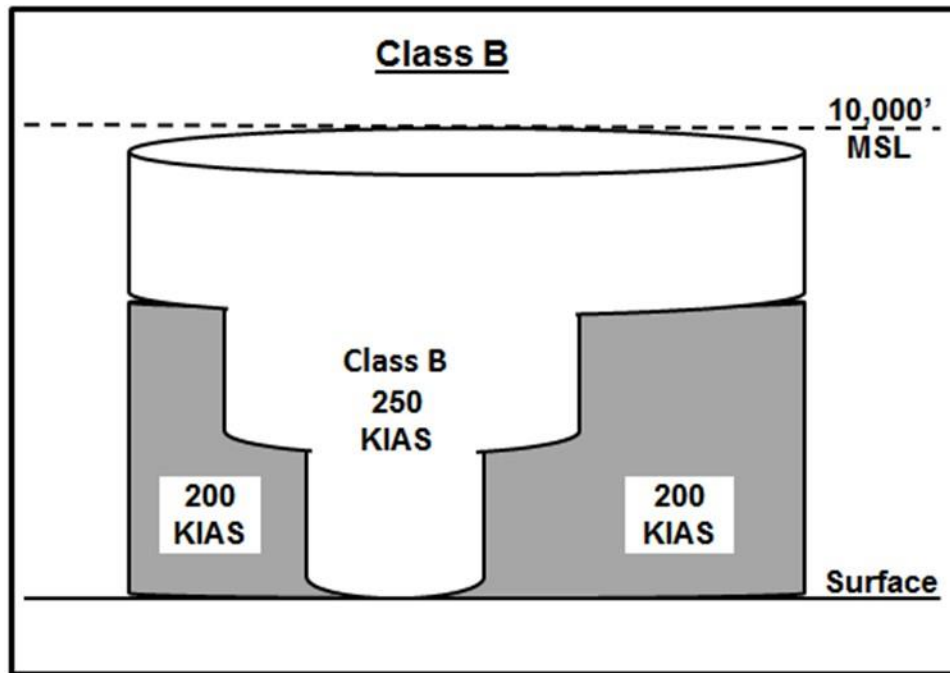 Class B
10,000’
MSL
Class B
250
KIAS
200
KIAS
200
KIAS
Surface